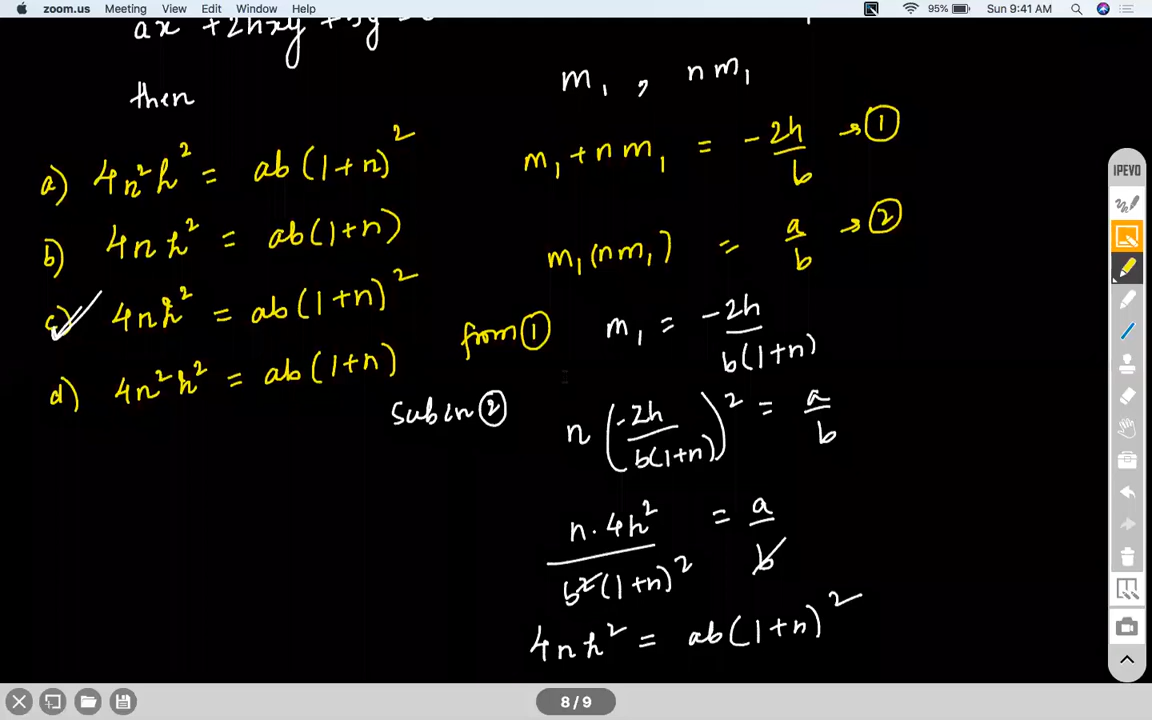 zoom.us Meeting View Edit Window Help 95% Sun 9:41 AM
then
a) 4n²h² = ab(1+n)²
b) 4nh² = ab(1+n)
c) 4nh² = ab(1+n)²
d) 4n²h² = ab(1+n)
m₁ , nm₁
m₁ + nm₁ = -2h/b → ①
m₁(nm₁) = a/b → ②
from ① m₁ = -2h/b(1+n)
Sub in ② n(-2h/b(1+n))² = a/b
n·4h²/b²(1+n)² = a/b
4nh² = ab(1+n)²
IPEVO
8 / 9